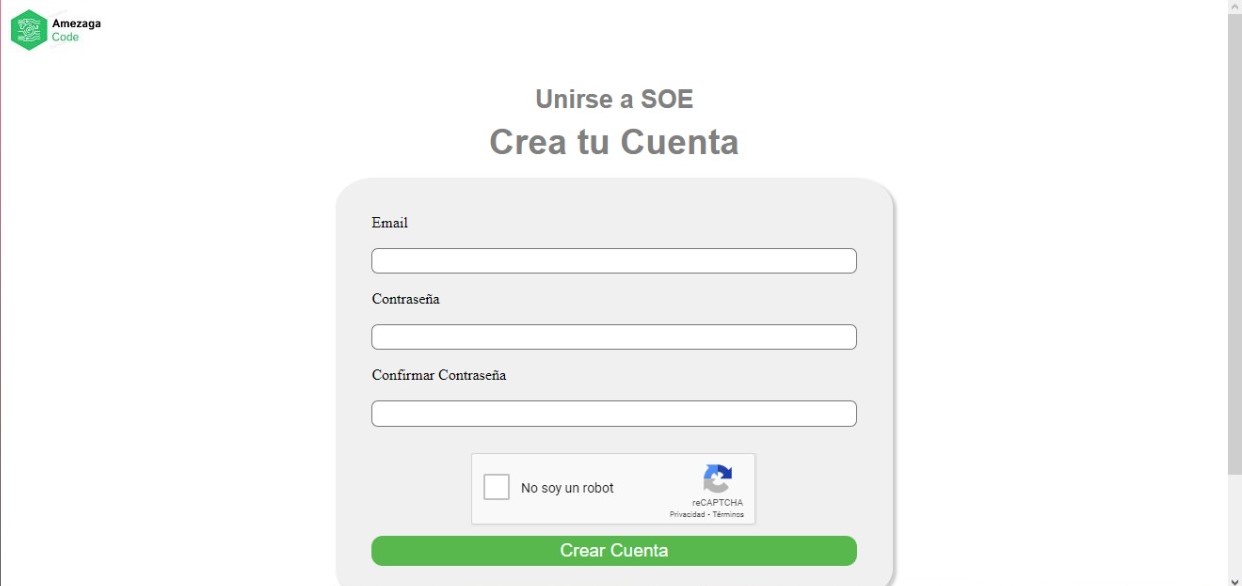 Amezaga
Code
Unirse a SOE
Crea tu Cuenta
Email
Contraseña
Confirmar Contraseña
No soy un robot
reCAPTCHA
Privacidad - Términos
Crear Cuenta